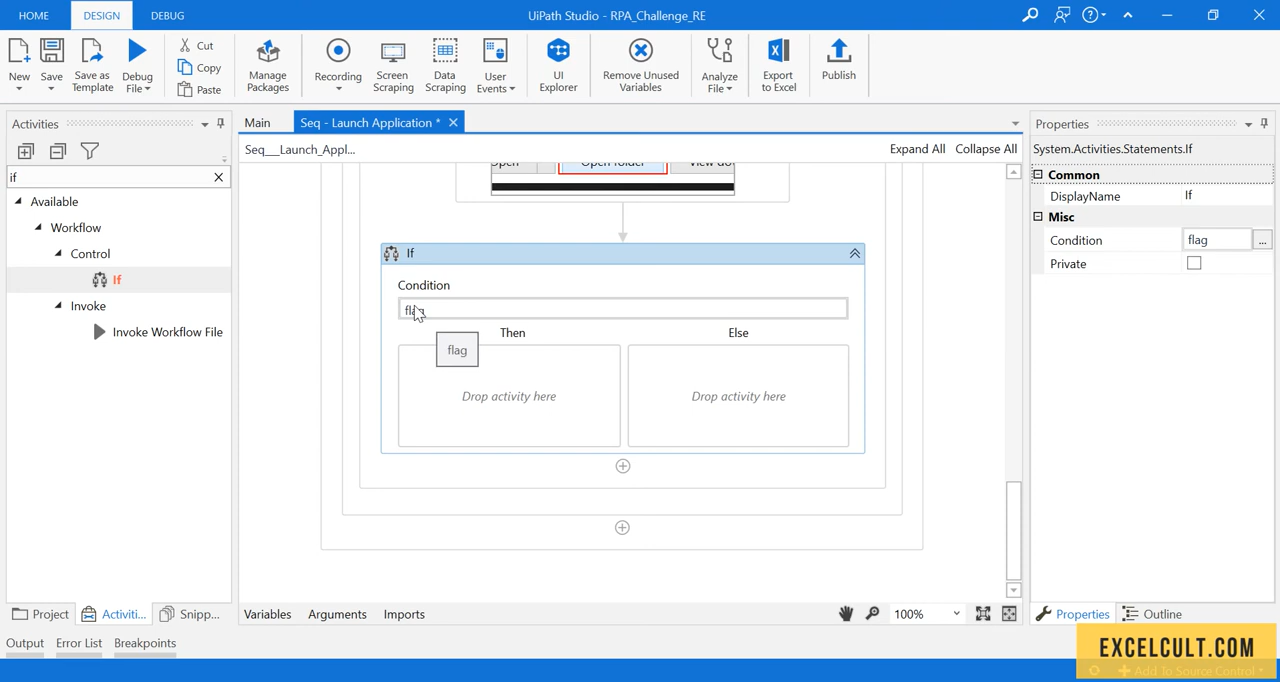 HOME
DESIGN
DEBUG
UiPath Studio - RPA_Challenge_RE
New
Save
Save as Template
Debug File
Cut
Copy
Paste
Manage Packages
Recording
Screen Scraping
Data Scraping
User Events
UI Explorer
Remove Unused Variables
Analyze File
Export to Excel
Publish
Activities
Main
Seq - Launch Application *
Properties
Seq___Launch_Appl...
Expand All
Collapse All
System.Activities.Statements.If
if
Open
Open folder
Common
DisplayName
If
Misc
Condition
flag
...
Private
Available
Workflow
Control
If
Invoke
Invoke Workflow File
If
Condition
flag
Then
Else
flag
Drop activity here
Drop activity here
Project
Activiti...
Snipp...
Variables
Arguments
Imports
100%
Properties
Outline
Output
Error List
Breakpoints
EXCELCULT.COM
Add To Source Control